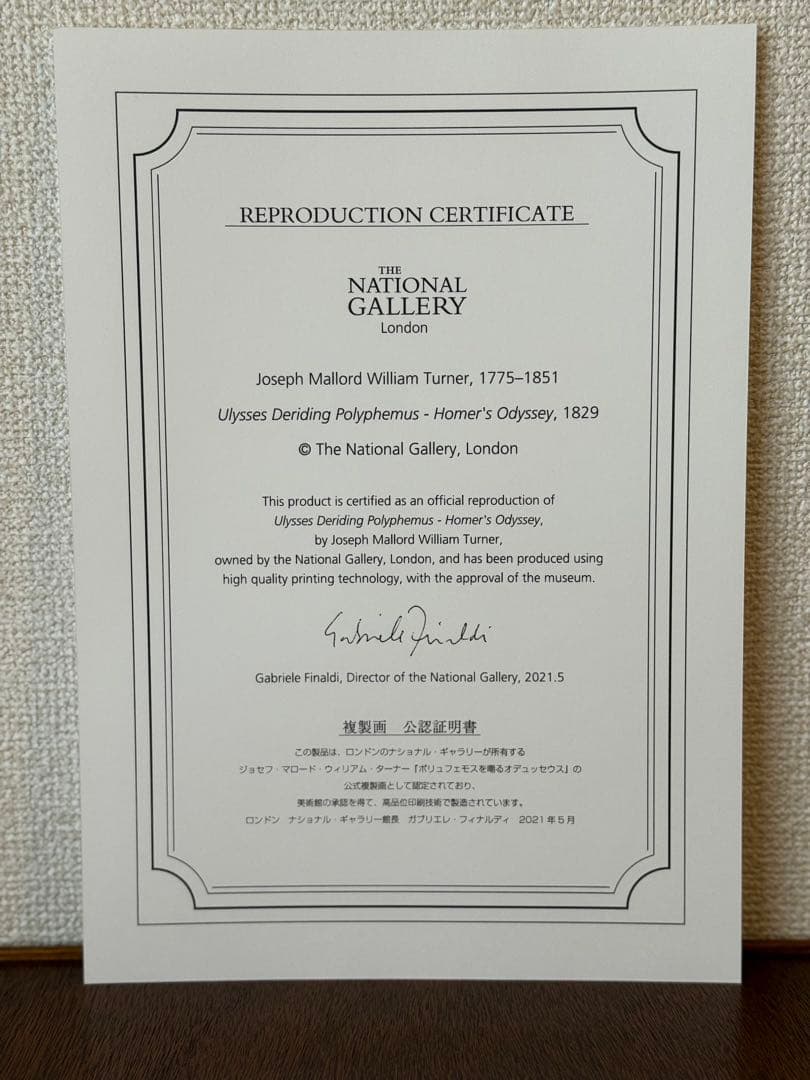 REPRODUCTION CERTIFICATE
THE
NATIONAL
GALLERY
London
Joseph Mallord William Turner, 1775–1851
Ulysses Deriding Polyphemus - Homer's Odyssey, 1829
© The National Gallery, London
This product is certified as an official reproduction of
Ulysses Deriding Polyphemus - Homer's Odyssey,
by Joseph Mallord William Turner,
owned by the National Gallery, London, and has been produced using
high quality printing technology, with the approval of the museum.
Gabriele Finaldi
Gabriele Finaldi, Director of the National Gallery, 2021.5
複製画　公認証明書
この製品は、ロンドンのナショナル・ギャラリーが所有する
ジョセフ・マロード・ウィリアム・ターナー「ポリュフェモスを嘲るオデュッセウス」の
公式複製画として認定されており、
美術館の承認を得て、高品位印刷技術で製造されています。
ロンドン　ナショナル・ギャラリー館長　ガブリエレ・フィナルディ　2021年5月